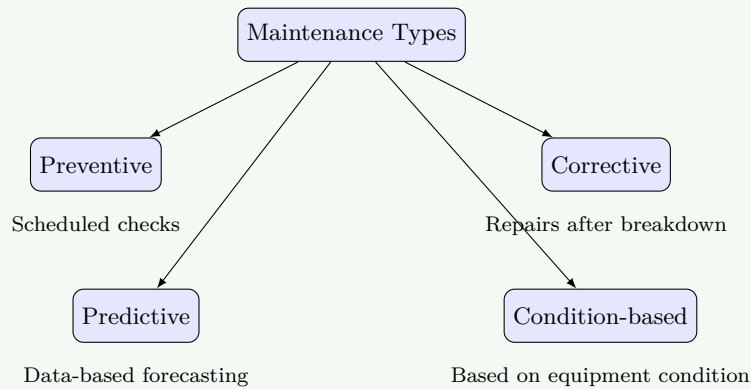 Maintenance Types
Preventive
Corrective
Scheduled checks
Repairs after breakdown
Predictive
Condition-based
Data-based forecasting
Based on equipment condition